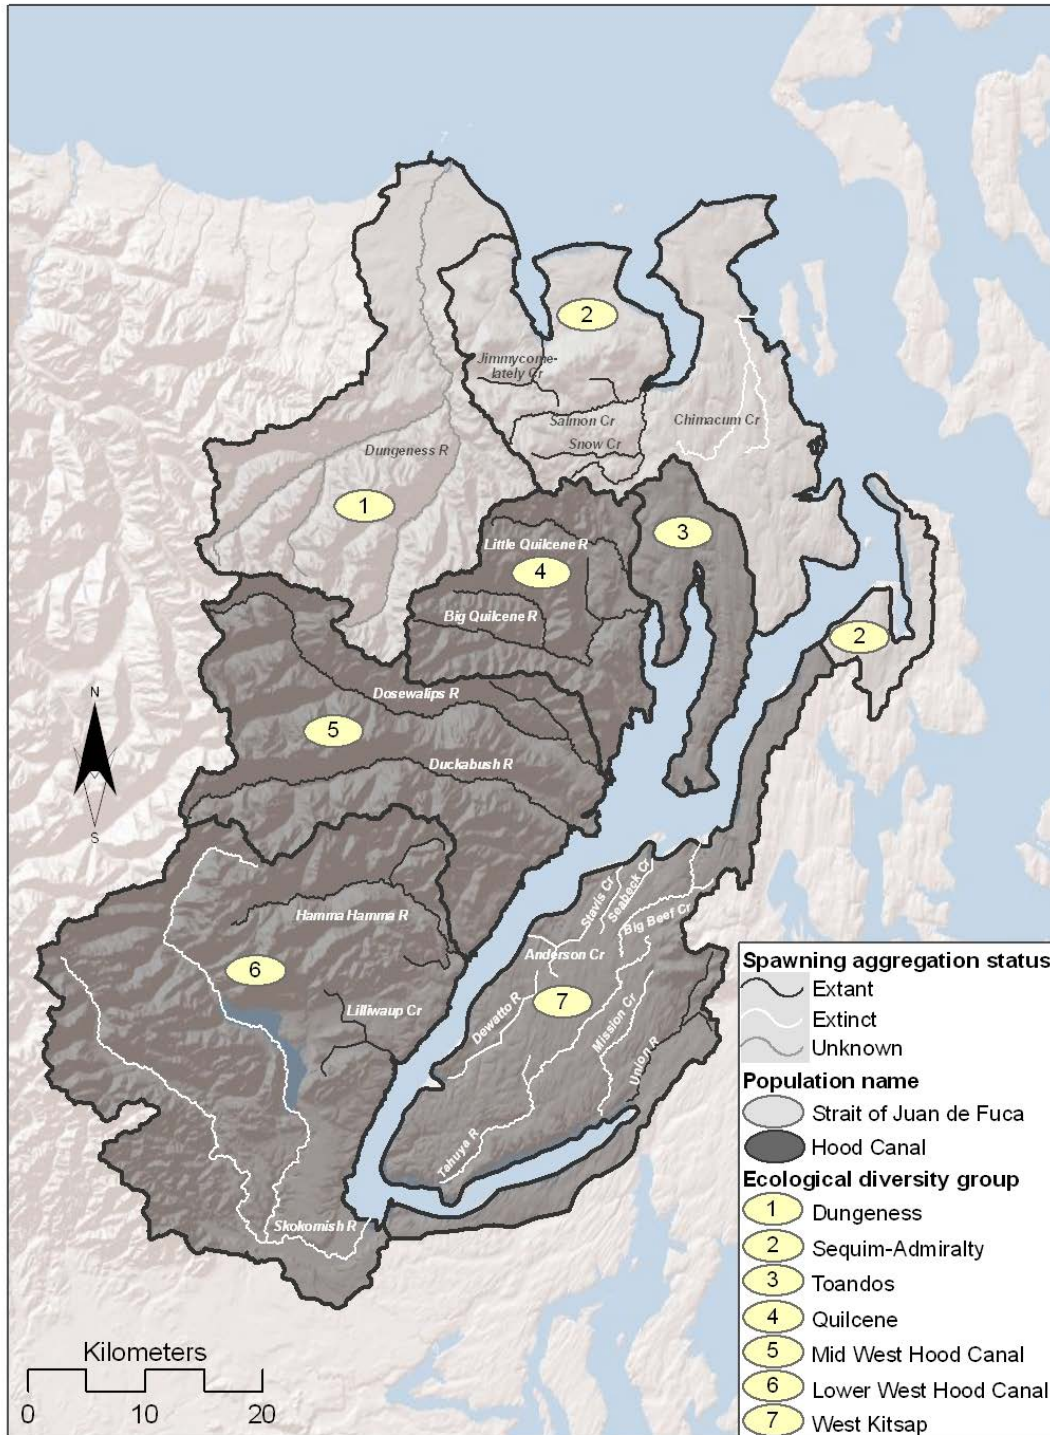 2
Jimmycome-
lately Cr
Salmon Cr
Chimacum Cr
Snow Cr
Dungeness R
1
3
Little Quilcene R
4
Big Quilcene R
2
Dosewalips R
5
Duckabush R
N
S
Stavis Cr
Seabeck Cr
Big Beef Cr
Hamma Hamma R
Anderson Cr
6
7
Lilliwaup Cr
Dewatto R
Mission Cr
Union R
Tahuya R
Skokomish R
Kilometers
0 10 20
Spawning aggregation status
Extant
Extinct
Unknown
Population name
Strait of Juan de Fuca
Hood Canal
Ecological diversity group
1 Dungeness
2 Sequim-Admiralty
3 Toandos
4 Quilcene
5 Mid West Hood Canal
6 Lower West Hood Canal
7 West Kitsap